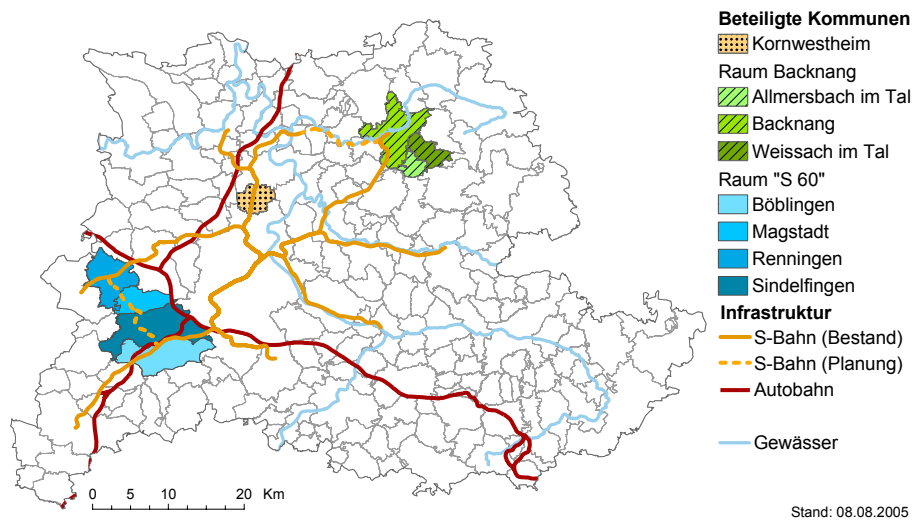 Beteiligte Kommunen
Kornwestheim
Raum Backnang
Allmersbach im Tal
Backnang
Weissach im Tal
Raum "S 60"
Böblingen
Magstadt
Renningen
Sindelfingen
Infrastruktur
S-Bahn (Bestand)
S-Bahn (Planung)
Autobahn
Gewässer
0 5 10 20 Km
Stand: 08.08.2005